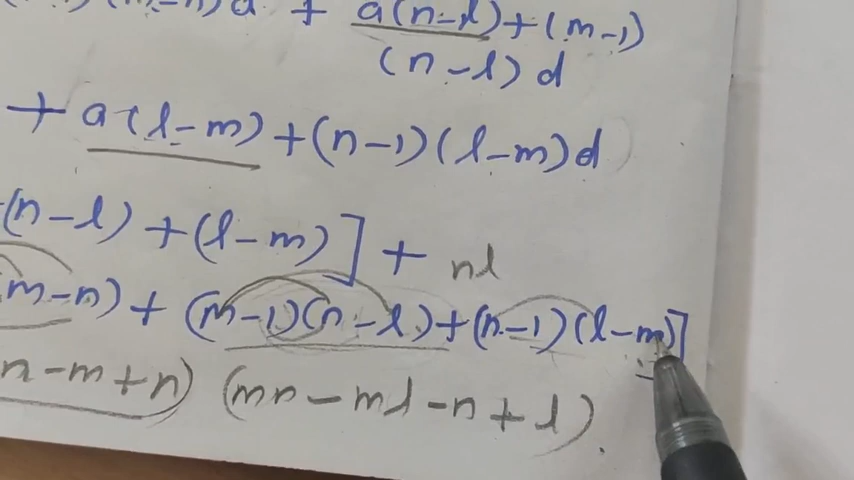 (m-n)d + a(n-l)+(m-1)
(n-l)d
+ a(l-m) +(n-1)(l-m)d
(n-l) +(l-m)] +
nl
(m-n) + (m-1)(n-l)+(n-1)(l-m)]
n-m+n) (mn-ml-n+l).